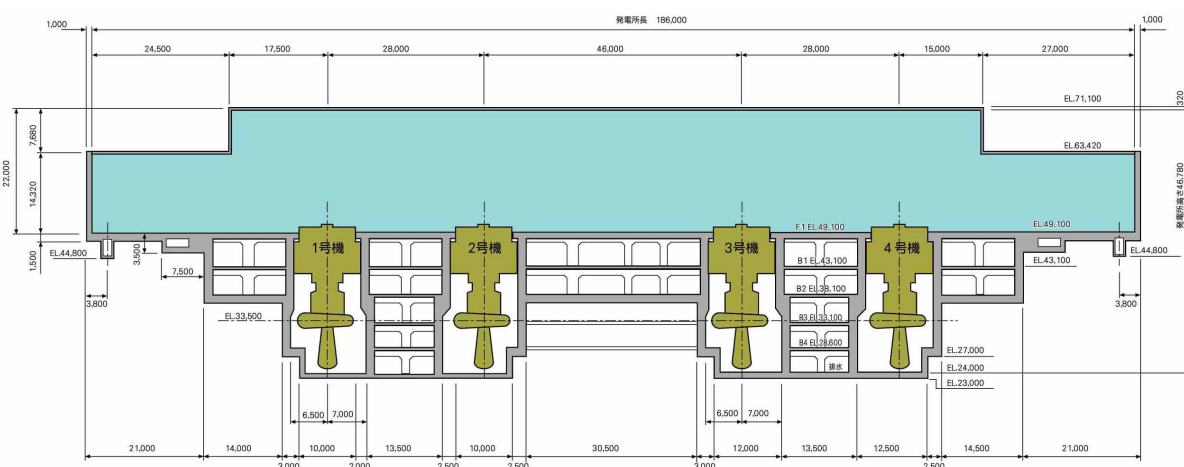 発電所長 186,000
1,000
1,000
24,500
17,500
28,000
46,000
28,000
15,000
27,000
EL.71,100
320
7,680
22,000
EL.63,420
14,320
発電所高さ46,780
F1 EL.49,100
EL.49,100
1号機
2号機
3号機
4号機
1,500
EL.44,800
3,500
B1 EL.43,100
EL.44,800
EL.43,100
7,500
3,800
B2 EL.38,100
3,800
EL.33,500
B3 EL.33,100
B4 EL.28,600
EL.27,000
排水
EL.24,000
EL.23,000
6,500
7,000
6,500
7,000
21,000
14,000
3,000
10,000
2,000
13,500
2,500
10,000
2,500
30,500
3,000
12,000
13,500
12,500
2,500
14,500
21,000